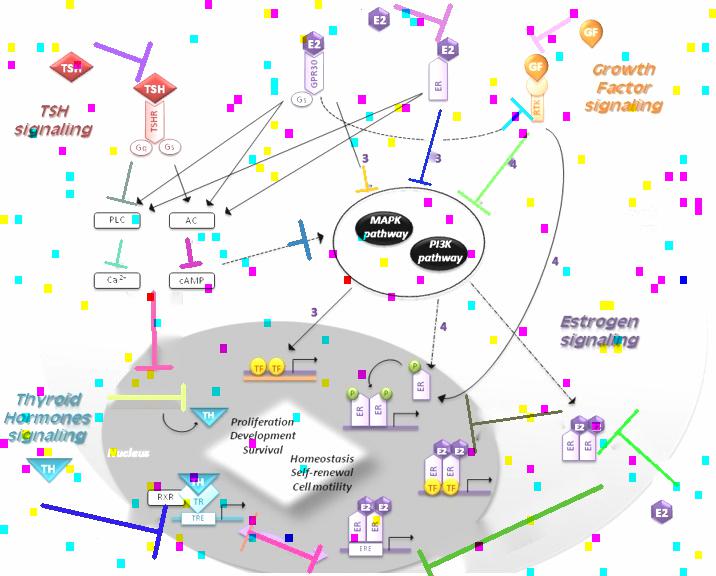 E2
E2
E2
GF
GF
Growth
Factor
signaling
TSH
TSH
TSH
signaling
TSHR
Gq
Gs
GPR30
Gs
ER
RTK
3
3
4
PLC
AC
MAPK
pathway
PI3K
pathway
Ca2+
cAMP
4
3
4
Estrogen
signaling
TF
TF
P
ER
P
P
ER
ER
Thyroid
Hormones
signaling
TH
TH
Proliferation
Development
Survival
Nucleus
Homeostasis
Self-renewal
Cell motility
E2
E2
ER
ER
E2
E2
ER
ER
TF
TF
TH
RXR
TR
TRE
E2
E2
ER
ER
ERE
E2